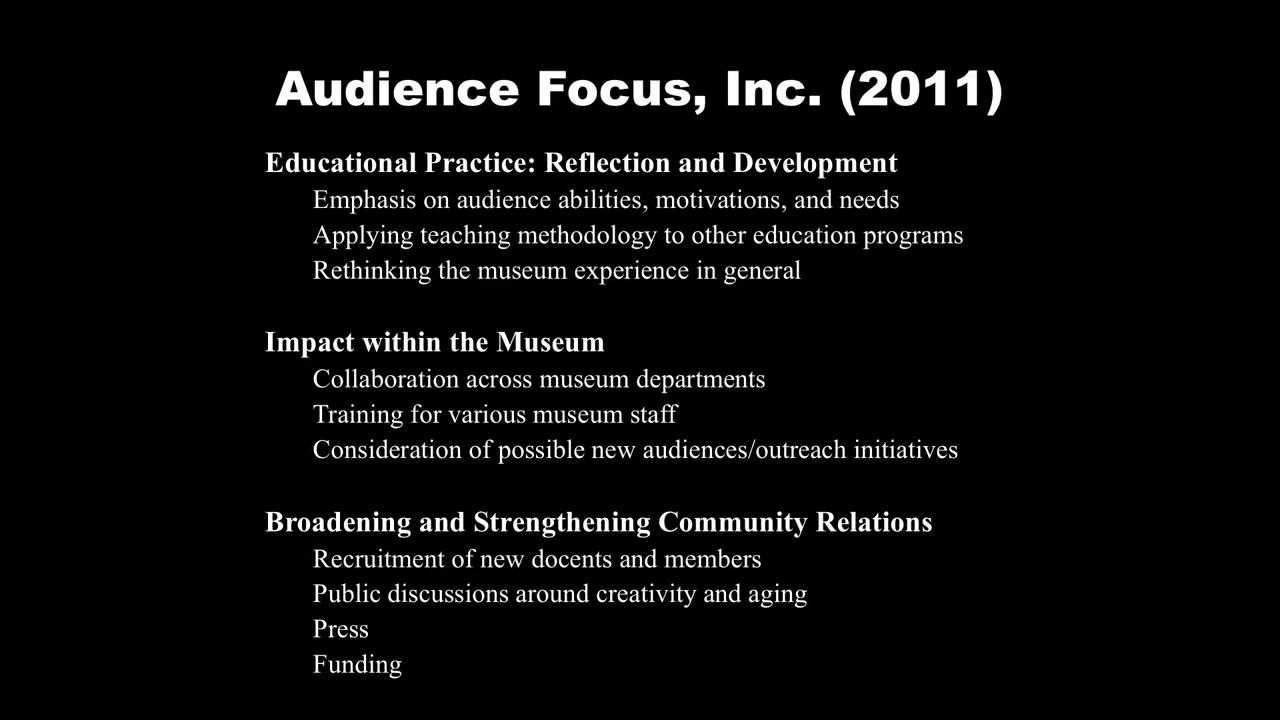 Audience Focus, Inc. (2011)
Educational Practice: Reflection and Development
Emphasis on audience abilities, motivations, and needs
Applying teaching methodology to other education programs
Rethinking the museum experience in general
Impact within the Museum
Collaboration across museum departments
Training for various museum staff
Consideration of possible new audiences/outreach initiatives
Broadening and Strengthening Community Relations
Recruitment of new docents and members
Public discussions around creativity and aging
Press
Funding